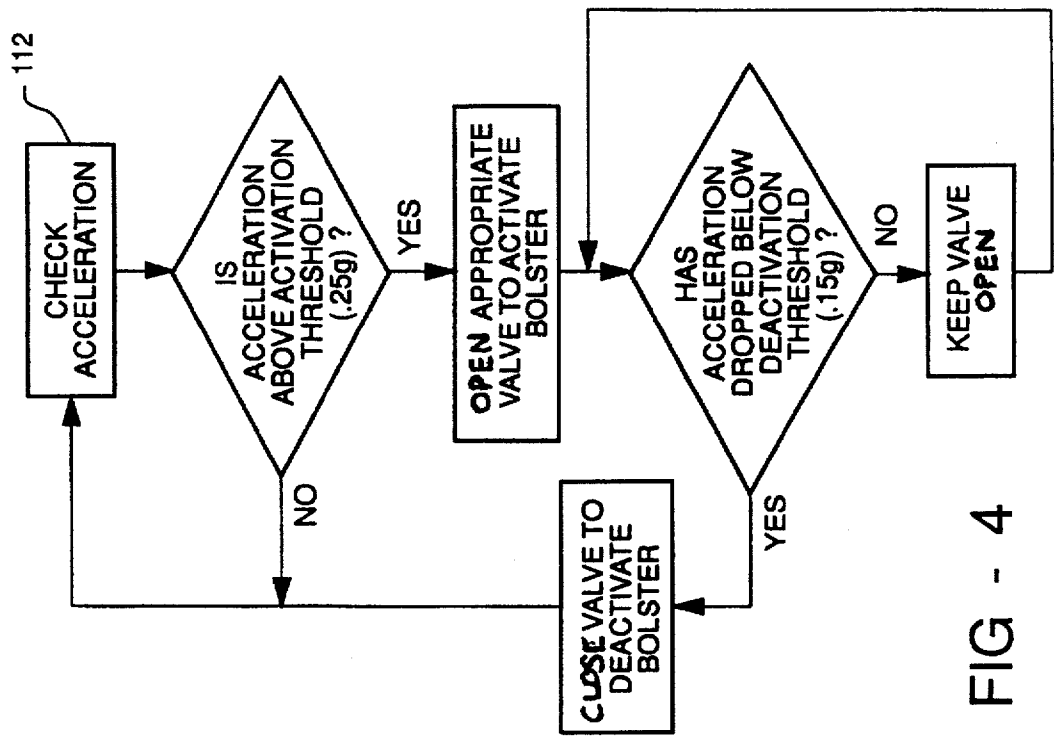 112
CHECK
ACCELERATION
IS
ACCELERATION
ABOVE ACTIVATION
THRESHOLD
(.25g) ?
NO
YES
OPEN APPROPRIATE
VALVE TO ACTIVATE
BOLSTER
HAS
ACCELERATION
DROPPED BELOW
DEACTIVATION
THRESHOLD
(.15g) ?
YES
NO
CLOSE VALVE TO
DEACTIVATE
BOLSTER
KEEP VALVE
OPEN
FIG - 4